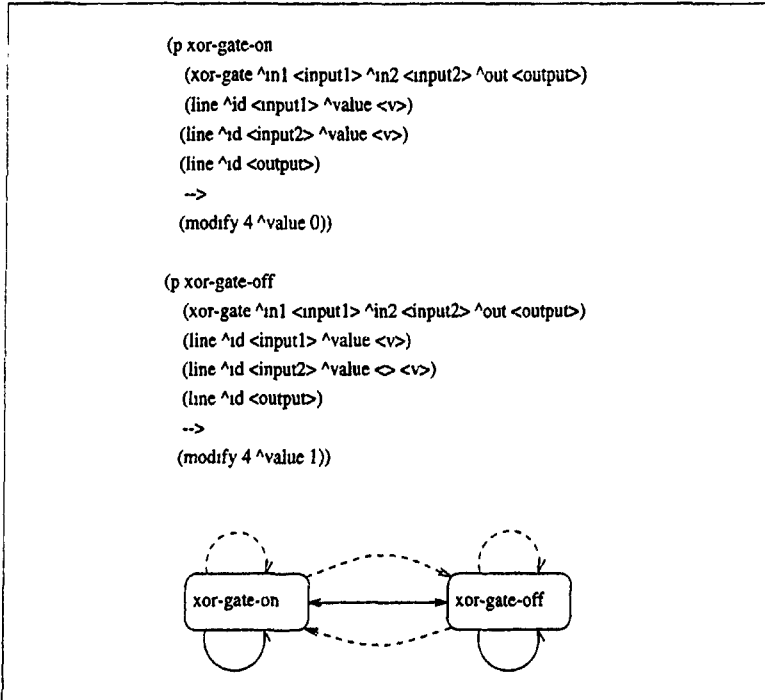 (p xor-gate-on
(xor-gate ^in1 <input1> ^in2 <input2> ^out <output>)
(line ^id <input1> ^value <v>)
(line ^id <input2> ^value <v>)
(line ^id <output>)
-->
(modify 4 ^value 0))
(p xor-gate-off
(xor-gate ^in1 <input1> ^in2 <input2> ^out <output>)
(line ^id <input1> ^value <v>)
(line ^id <input2> ^value <> <v>)
(line ^id <output>)
-->
(modify 4 ^value 1))
xor-gate-on
xor-gate-off